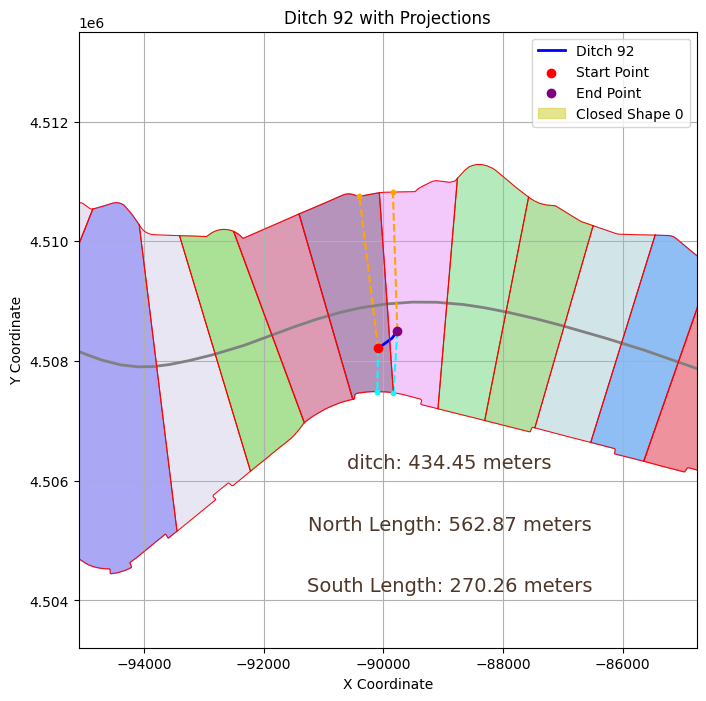 Ditch 92 with Projections
1e6
Ditch 92
Start Point
End Point
Closed Shape 0
4.512
4.510
4.508
4.506
4.504
Y Coordinate
ditch: 434.45 meters
North Length: 562.87 meters
South Length: 270.26 meters
−94000 −92000 −90000 −88000 −86000
X Coordinate